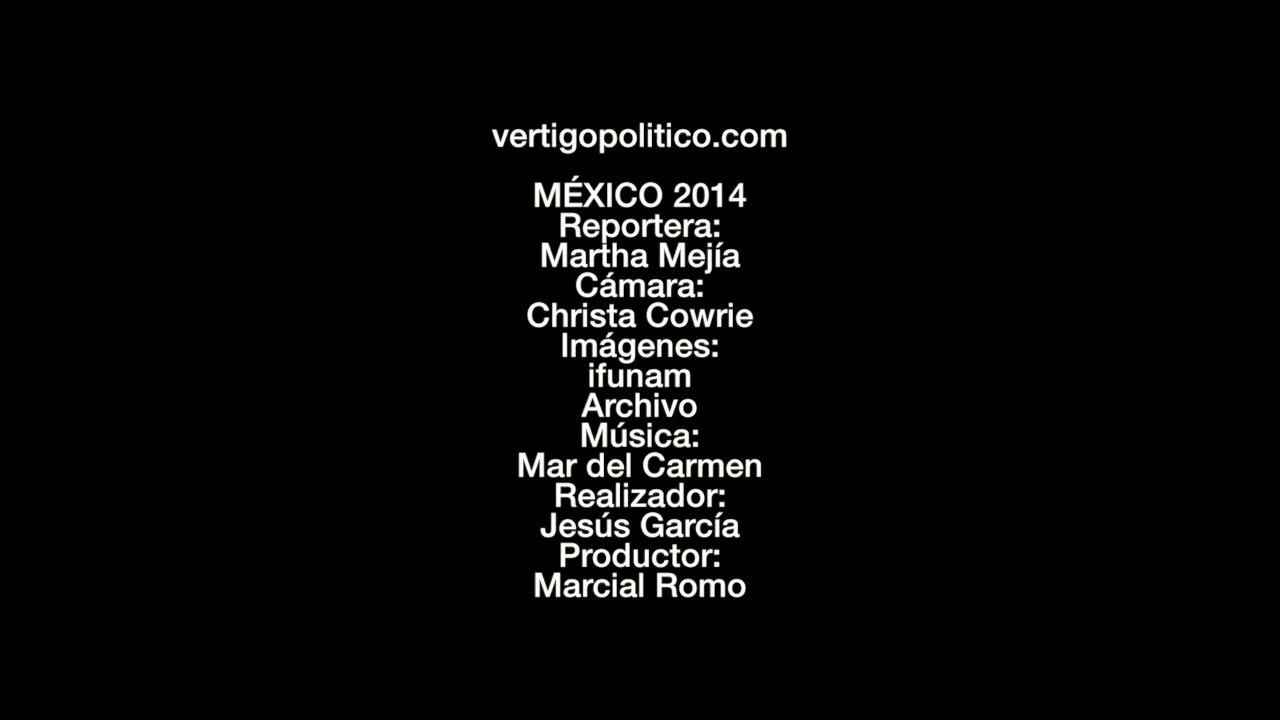 vertigopolitico.com
MÉXICO 2014
Reportera:
Martha Mejía
Cámara:
Christa Cowrie
Imágenes:
ifunam
Archivo
Música:
Mar del Carmen
Realizador:
Jesús García
Productor:
Marcial Romo